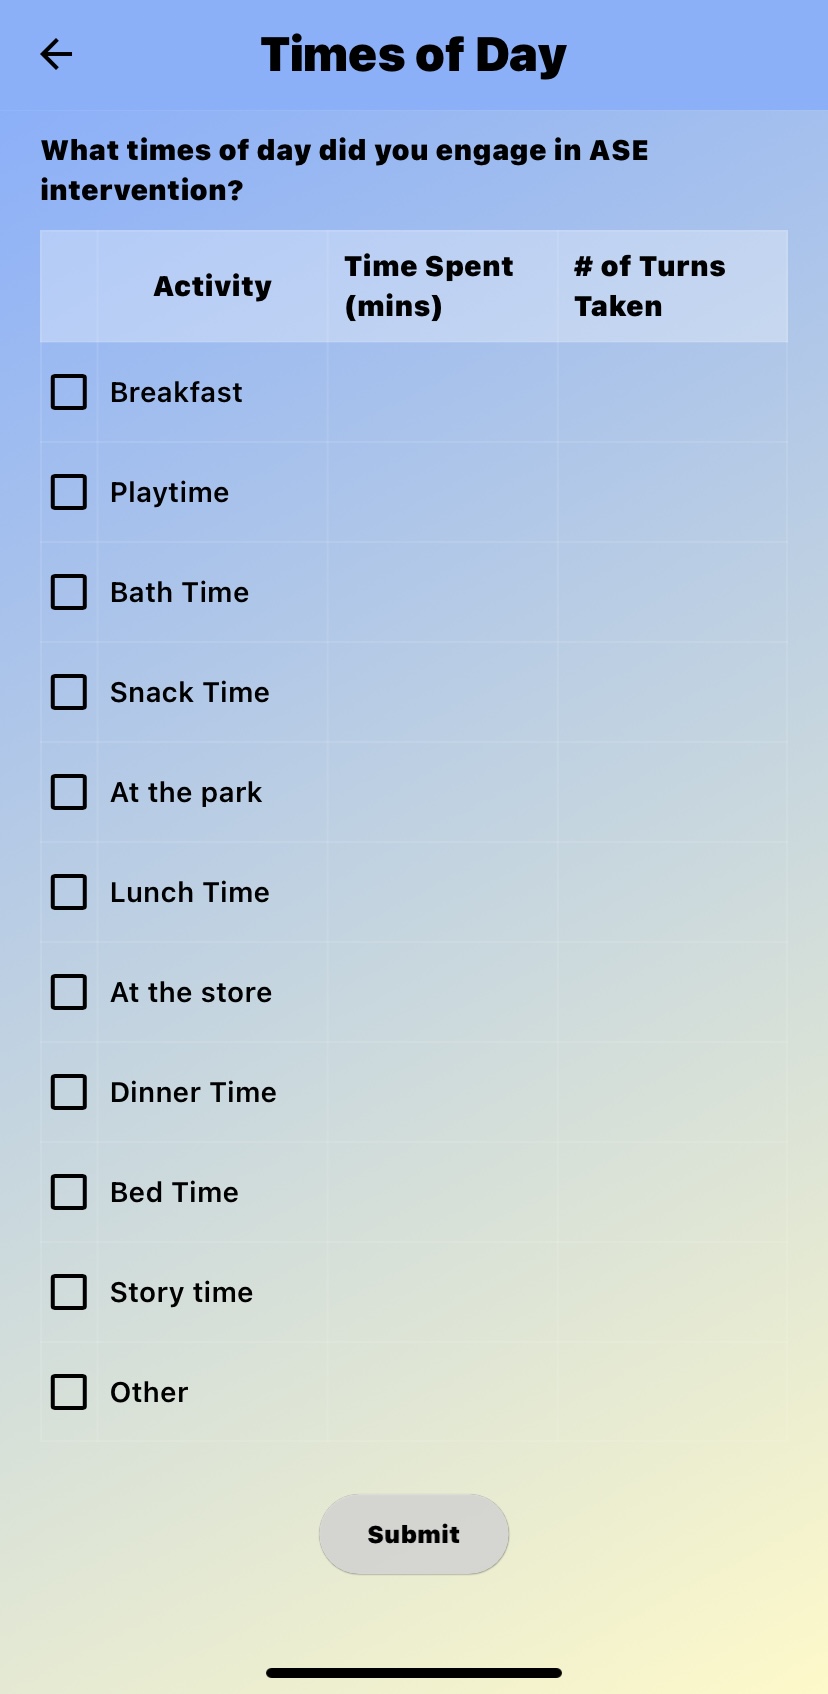 Times of Day
What times of day did you engage in ASE
intervention?
Activity
Time Spent
(mins)
# of Turns
Taken
Breakfast
Playtime
Bath Time
Snack Time
At the park
Lunch Time
At the store
Dinner Time
Bed Time
Story time
Other
Submit